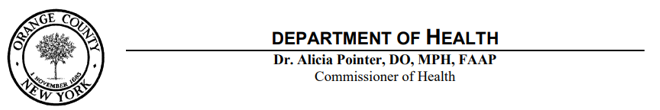 ORANGE COUNTY
1 NOVEMBER 1683
NEW YORK
DEPARTMENT OF HEALTH
Dr. Alicia Pointer, DO, MPH, FAAP
Commissioner of Health